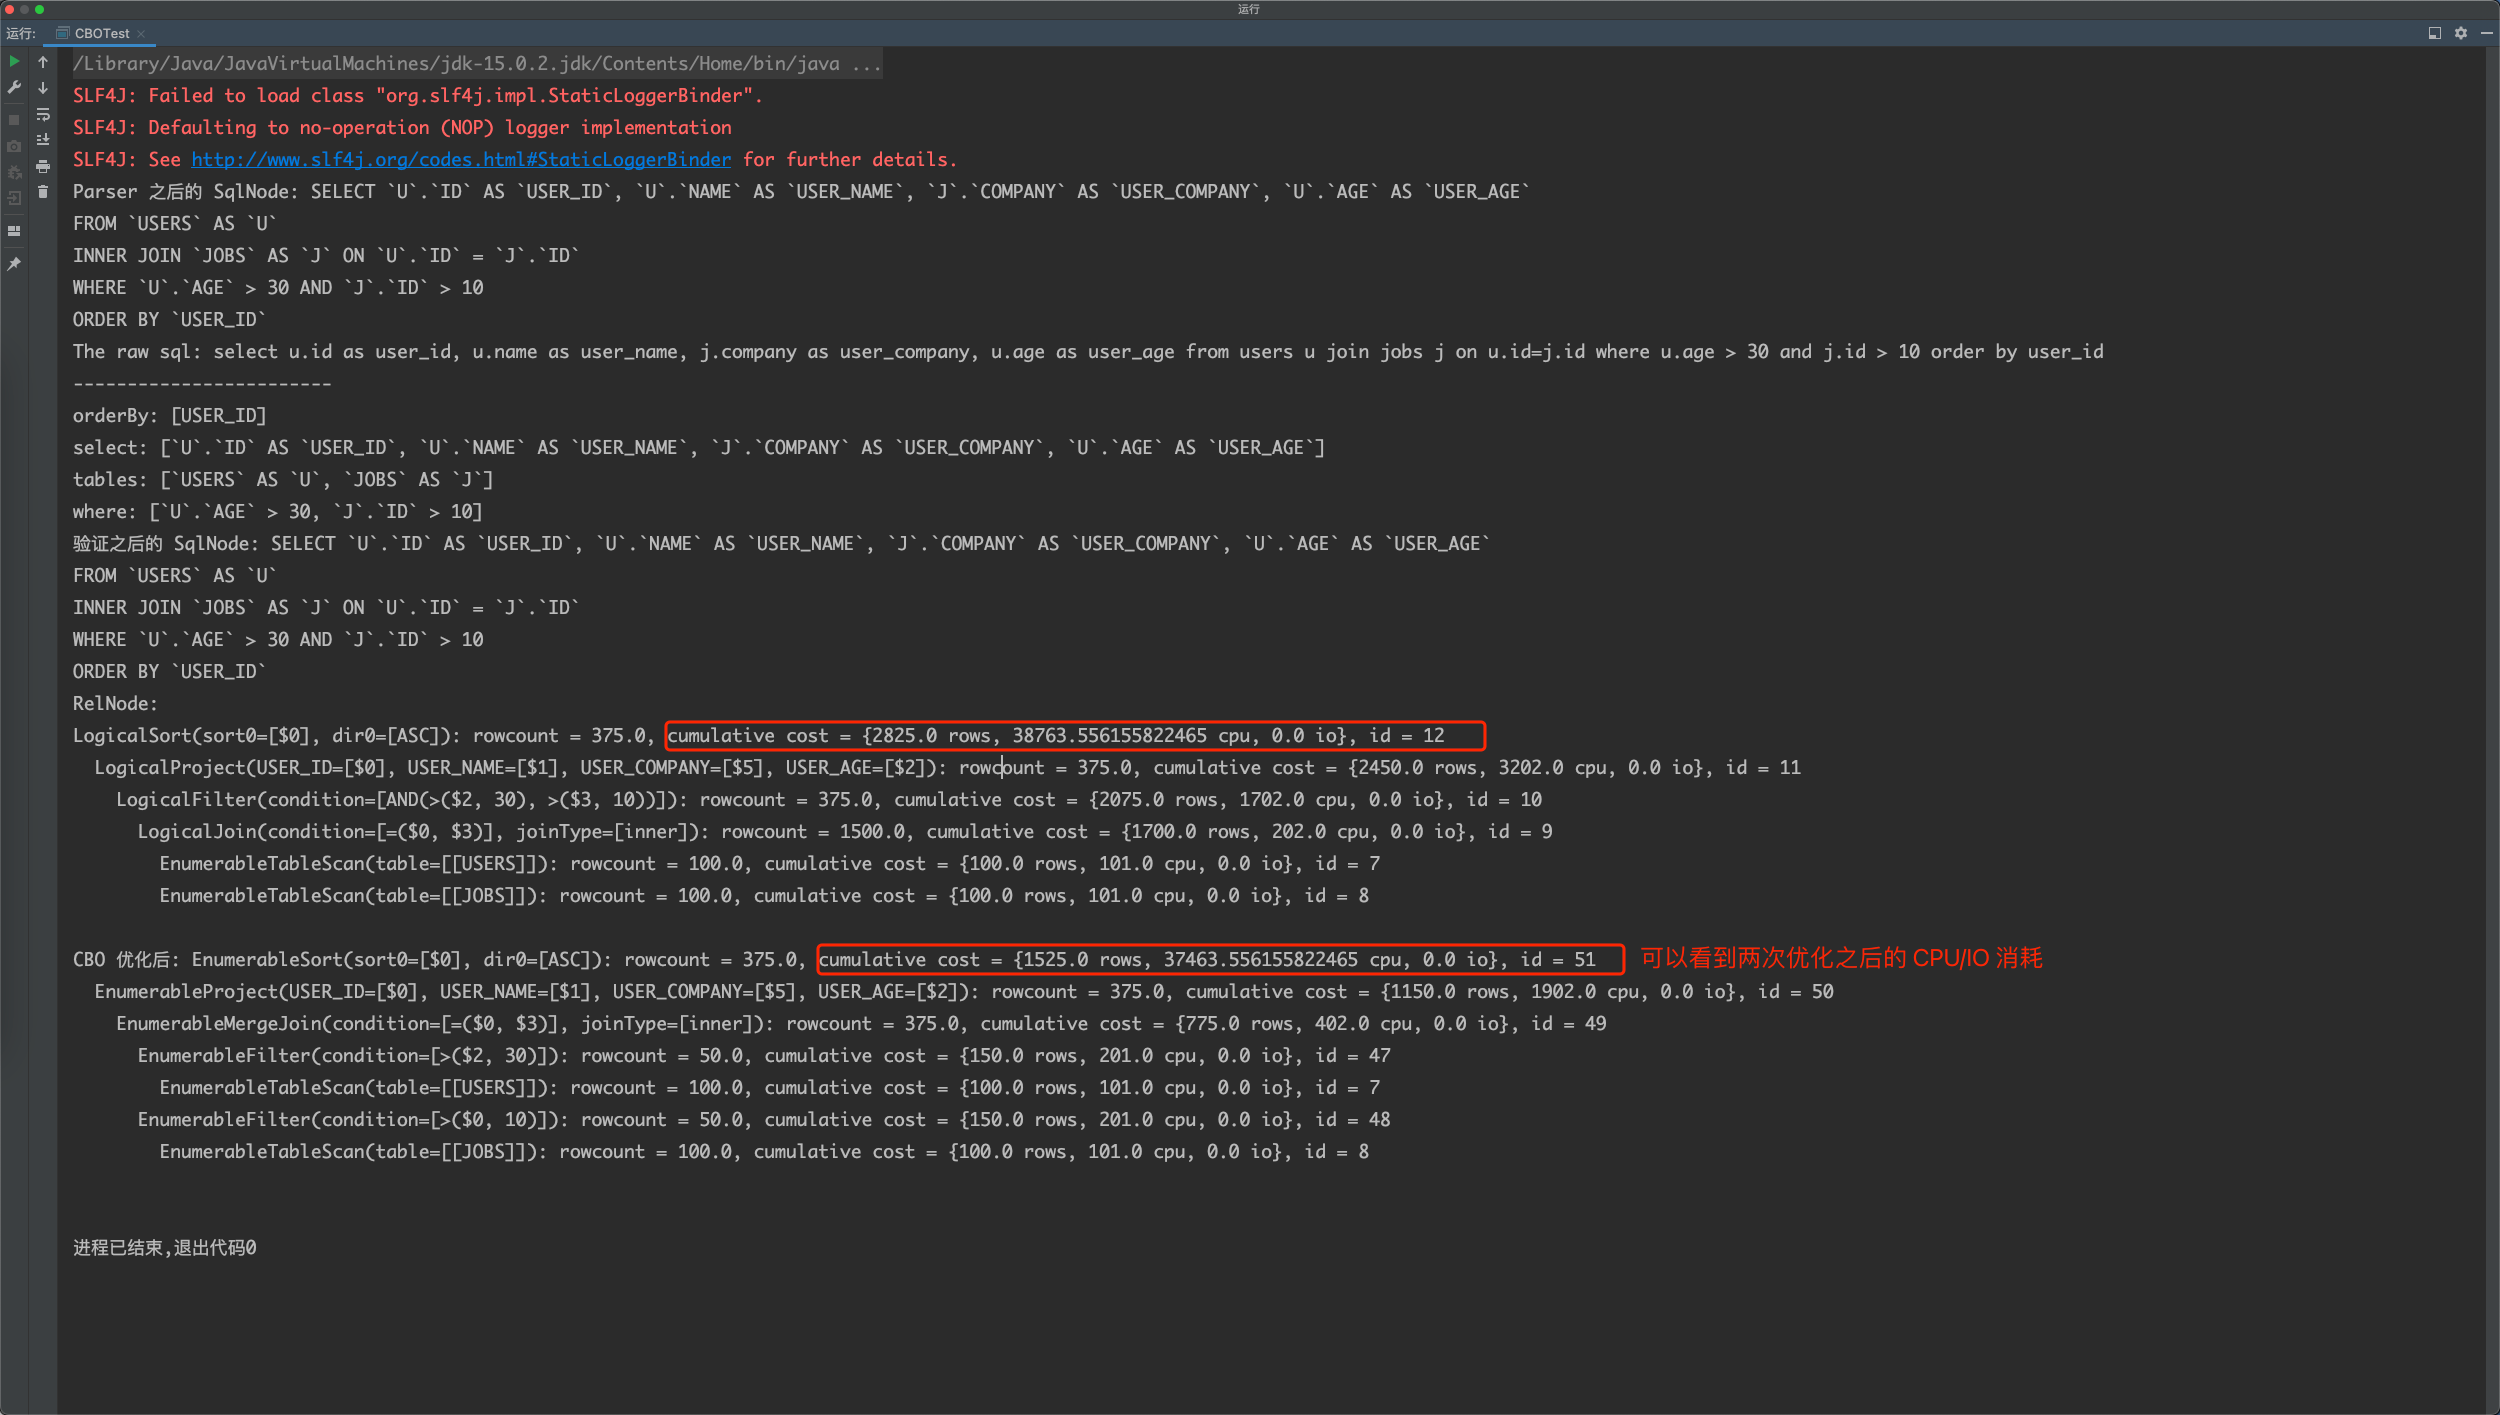 运行
运行: CBOTest
/Library/Java/JavaVirtualMachines/jdk-15.0.2.jdk/Contents/Home/bin/java ...
SLF4J: Failed to load class "org.slf4j.impl.StaticLoggerBinder".
SLF4J: Defaulting to no-operation (NOP) logger implementation
SLF4J: See http://www.slf4j.org/codes.html#StaticLoggerBinder for further details.
Parser 之后的 SqlNode: SELECT `U`.`ID` AS `USER_ID`, `U`.`NAME` AS `USER_NAME`, `J`.`COMPANY` AS `USER_COMPANY`, `U`.`AGE` AS `USER_AGE`
FROM `USERS` AS `U`
INNER JOIN `JOBS` AS `J` ON `U`.`ID` = `J`.`ID`
WHERE `U`.`AGE` > 30 AND `J`.`ID` > 10
ORDER BY `USER_ID`
The raw sql: select u.id as user_id, u.name as user_name, j.company as user_company, u.age as user_age from users u join jobs j on u.id=j.id where u.age > 30 and j.id > 10 order by user_id
------------------------
orderBy: [USER_ID]
select: [`U`.`ID` AS `USER_ID`, `U`.`NAME` AS `USER_NAME`, `J`.`COMPANY` AS `USER_COMPANY`, `U`.`AGE` AS `USER_AGE`]
tables: [`USERS` AS `U`, `JOBS` AS `J`]
where: [`U`.`AGE` > 30, `J`.`ID` > 10]
验证之后的 SqlNode: SELECT `U`.`ID` AS `USER_ID`, `U`.`NAME` AS `USER_NAME`, `J`.`COMPANY` AS `USER_COMPANY`, `U`.`AGE` AS `USER_AGE`
FROM `USERS` AS `U`
INNER JOIN `JOBS` AS `J` ON `U`.`ID` = `J`.`ID`
WHERE `U`.`AGE` > 30 AND `J`.`ID` > 10
ORDER BY `USER_ID`
RelNode:
LogicalSort(sort0=[$0], dir0=[ASC]): rowcount = 375.0, cumulative cost = {2825.0 rows, 38763.556155822465 cpu, 0.0 io}, id = 12
  LogicalProject(USER_ID=[$0], USER_NAME=[$1], USER_COMPANY=[$5], USER_AGE=[$2]): rowcount = 375.0, cumulative cost = {2450.0 rows, 3202.0 cpu, 0.0 io}, id = 11
    LogicalFilter(condition=[AND(>($2, 30), >($3, 10))]): rowcount = 375.0, cumulative cost = {2075.0 rows, 1702.0 cpu, 0.0 io}, id = 10
      LogicalJoin(condition=[=($0, $3)], joinType=[inner]): rowcount = 1500.0, cumulative cost = {1700.0 rows, 202.0 cpu, 0.0 io}, id = 9
        EnumerableTableScan(table=[[USERS]]): rowcount = 100.0, cumulative cost = {100.0 rows, 101.0 cpu, 0.0 io}, id = 7
        EnumerableTableScan(table=[[JOBS]]): rowcount = 100.0, cumulative cost = {100.0 rows, 101.0 cpu, 0.0 io}, id = 8
CBO 优化后: EnumerableSort(sort0=[$0], dir0=[ASC]): rowcount = 375.0, cumulative cost = {1525.0 rows, 37463.556155822465 cpu, 0.0 io}, id = 51 可以看到两次优化之后的 CPU/IO 消耗
  EnumerableProject(USER_ID=[$0], USER_NAME=[$1], USER_COMPANY=[$5], USER_AGE=[$2]): rowcount = 375.0, cumulative cost = {1150.0 rows, 1902.0 cpu, 0.0 io}, id = 50
    EnumerableMergeJoin(condition=[=($0, $3)], joinType=[inner]): rowcount = 375.0, cumulative cost = {775.0 rows, 402.0 cpu, 0.0 io}, id = 49
      EnumerableFilter(condition=[>($2, 30)]): rowcount = 50.0, cumulative cost = {150.0 rows, 201.0 cpu, 0.0 io}, id = 47
        EnumerableTableScan(table=[[USERS]]): rowcount = 100.0, cumulative cost = {100.0 rows, 101.0 cpu, 0.0 io}, id = 7
      EnumerableFilter(condition=[>($0, 10)]): rowcount = 50.0, cumulative cost = {150.0 rows, 201.0 cpu, 0.0 io}, id = 48
        EnumerableTableScan(table=[[JOBS]]): rowcount = 100.0, cumulative cost = {100.0 rows, 101.0 cpu, 0.0 io}, id = 8
进程已结束,退出代码0